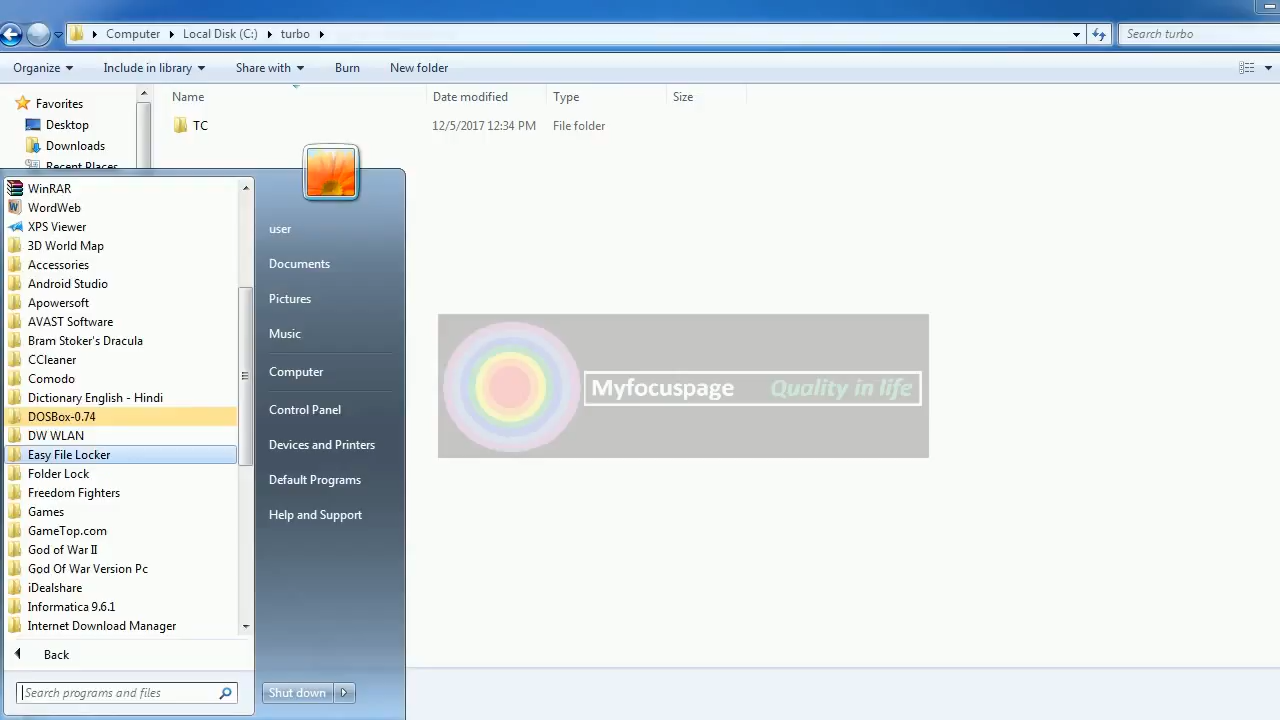 Computer Local Disk (C:) turbo
Search turbo
Organize Include in library Share with Burn New folder
Favorites
Desktop
Downloads
Recent Places
Name Date modified Type Size
TC 12/5/2017 12:34 PM File folder
WinRAR
WordWeb
XPS Viewer
3D World Map
Accessories
Android Studio
Apowersoft
AVAST Software
Bram Stoker's Dracula
CCleaner
Comodo
Dictionary English - Hindi
DOSBox-0.74
DW WLAN
Easy File Locker
Folder Lock
Freedom Fighters
Games
GameTop.com
God of War II
God Of War Version Pc
iDealshare
Informatica 9.6.1
Internet Download Manager
Back
Search programs and files
user
Documents
Pictures
Music
Computer
Control Panel
Devices and Printers
Default Programs
Help and Support
Shut down
Myfocuspage Quality in life